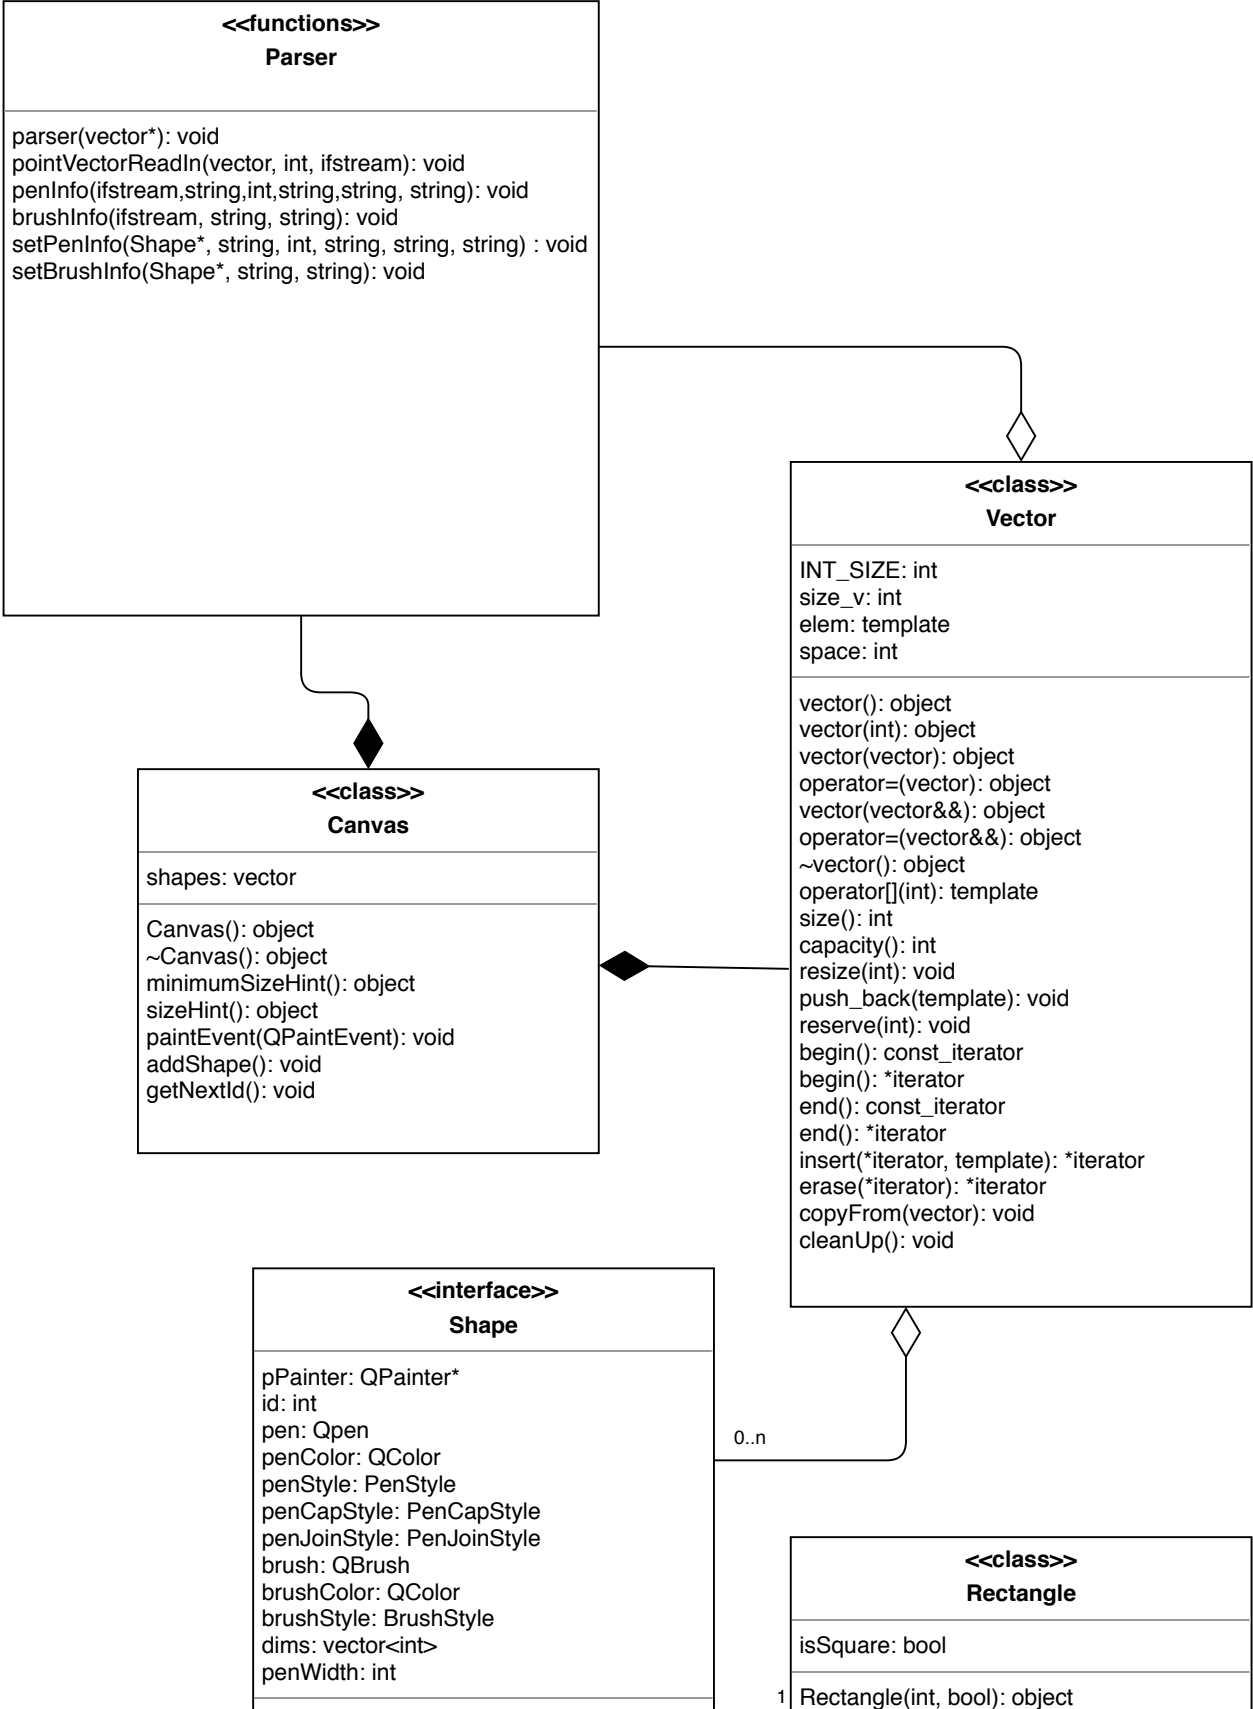 <<functions>>
Parser
parser(vector*): void
pointVectorReadIn(vector, int, ifstream): void
penInfo(ifstream,string,int,string,string, string): void
brushInfo(ifstream, string, string): void
setPenInfo(Shape*, string, int, string, string, string) : void
setBrushInfo(Shape*, string, string): void
<<class>>
Vector
INT_SIZE: int
size_v: int
elem: template
space: int
vector(): object
vector(int): object
vector(vector): object
operator=(vector): object
vector(vector&&): object
operator=(vector&&): object
~vector(): object
operator[](int): template
size(): int
capacity(): int
resize(int): void
push_back(template): void
reserve(int): void
begin(): const_iterator
begin(): *iterator
end(): const_iterator
end(): *iterator
insert(*iterator, template): *iterator
erase(*iterator): *iterator
copyFrom(vector): void
cleanUp(): void
<<class>>
Canvas
shapes: vector
Canvas(): object
~Canvas(): object
minimumSizeHint(): object
sizeHint(): object
paintEvent(QPaintEvent): void
addShape(): void
getNextId(): void
<<interface>>
Shape
pPainter: QPainter*
id: int
pen: Qpen
penColor: QColor
penStyle: PenStyle
penCapStyle: PenCapStyle
penJoinStyle: PenJoinStyle
brush: QBrush
brushColor: QColor
brushStyle: BrushStyle
dims: vector<int>
penWidth: int
0..n
<<class>>
Rectangle
isSquare: bool
1
Rectangle(int, bool): object